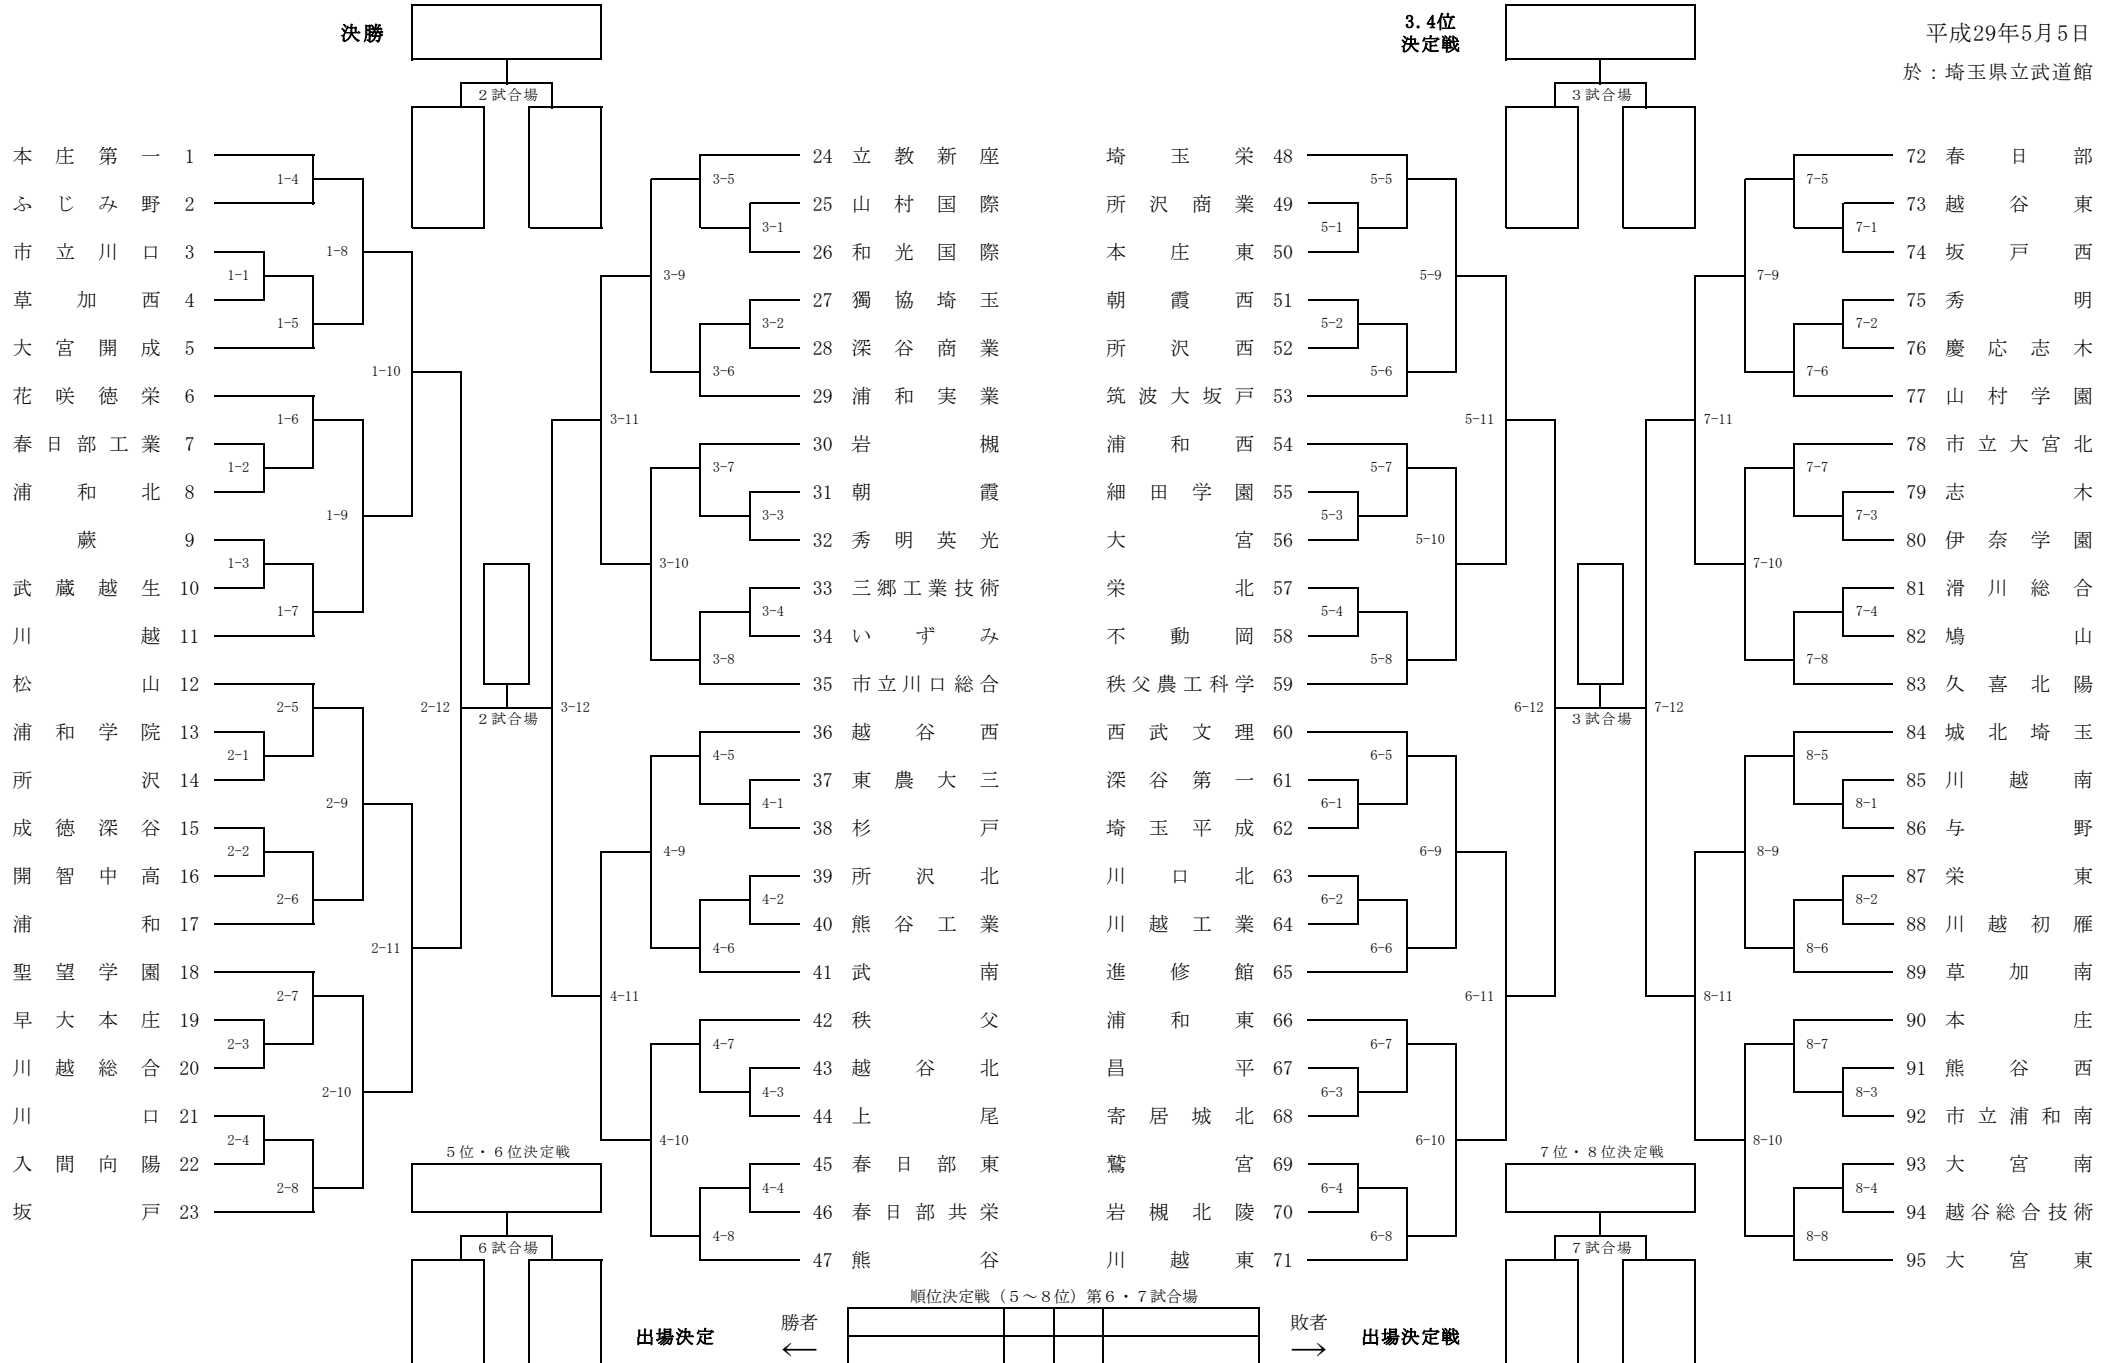 決勝
2試合場
3.4位
決定戦
3試合場
平成29年5月5日
於：埼玉県立武道館
本庄第一 1
ふじみ野 2
市立川口 3
草加西 4
大宮開成 5
花咲徳栄 6
春日部工業 7
浦和北 8
蕨 9
武蔵越生 10
川越 11
松山 12
浦和学院 13
所沢 14
成徳深谷 15
開智中高 16
浦和 17
聖望学園 18
早大本庄 19
川越総合 20
川口 21
入間向陽 22
坂戸 23
1-4
1-1
1-5
1-8
1-6
1-2
1-3
1-7
1-9
1-10
2-5
2-1
2-2
2-6
2-9
2-7
2-3
2-4
2-8
2-10
2-11
2-12
2試合場
3-12
24 立教新座
25 山村国際
26 和光国際
27 獨協埼玉
28 深谷商業
29 浦和実業
30 岩槻
31 朝霞
32 秀明英光
33 三郷工業技術
34 いずみ
35 市立川口総合
36 越谷西
37 東農大三
38 杉戸
39 所沢北
40 熊谷工業
41 武南
42 秩父
43 越谷北
44 上尾
45 春日部東
46 春日部共栄
47 熊谷
3-5
3-1
3-9
3-2
3-6
3-11
3-7
3-3
3-10
3-4
3-8
4-5
4-1
4-9
4-2
4-6
4-11
4-7
4-3
4-10
4-4
4-8
埼玉栄 48
所沢商業 49
本庄東 50
朝霞西 51
所沢西 52
筑波大坂戸 53
浦和西 54
細田学園 55
大宮 56
栄北 57
不動岡 58
秩父農工科学 59
西武文理 60
深谷第一 61
埼玉平成 62
川口北 63
川越工業 64
進修館 65
浦和東 66
昌平 67
寄居城北 68
鷲宮 69
岩槻北陵 70
川越東 71
5-5
5-1
5-9
5-2
5-6
5-11
5-7
5-3
5-10
5-4
5-8
6-12
3試合場
7-12
6-5
6-1
6-9
6-2
6-6
6-11
6-7
6-3
6-10
6-4
6-8
72 春日部
73 越谷東
74 坂戸西
75 秀明
76 慶応志木
77 山村学園
78 市立大宮北
79 志木
80 伊奈学園
81 滑川総合
82 鳩山
83 久喜北陽
84 城北埼玉
85 川越南
86 与野
87 栄東
88 川越初雁
89 草加南
90 本庄
91 熊谷西
92 市立浦和南
93 大宮南
94 越谷総合技術
95 大宮東
7-5
7-1
7-9
7-2
7-6
7-11
7-7
7-3
7-10
7-4
7-8
8-5
8-1
8-9
8-2
8-6
8-11
8-7
8-3
8-10
8-4
8-8
5位・6位決定戦
6試合場
7位・8位決定戦
7試合場
順位決定戦（5～8位）第6・7試合場
出場決定
勝者
←
敗者
→
出場決定戦